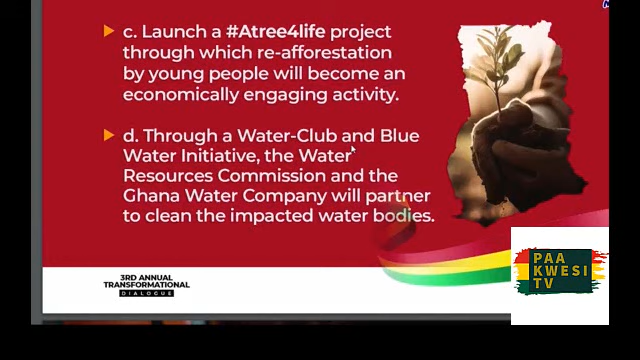 c. Launch a #Atree4life project
through which re-afforestation
by young people will become an
economically engaging activity.
d. Through a Water-Club and Blue
Water Initiative, the Water
Resources Commission and the
Ghana Water Company will partner
to clean the impacted water bodies.
3RD ANNUAL
TRANSFORMATIONAL
DIALOGUE
PAA
KWESI
TV